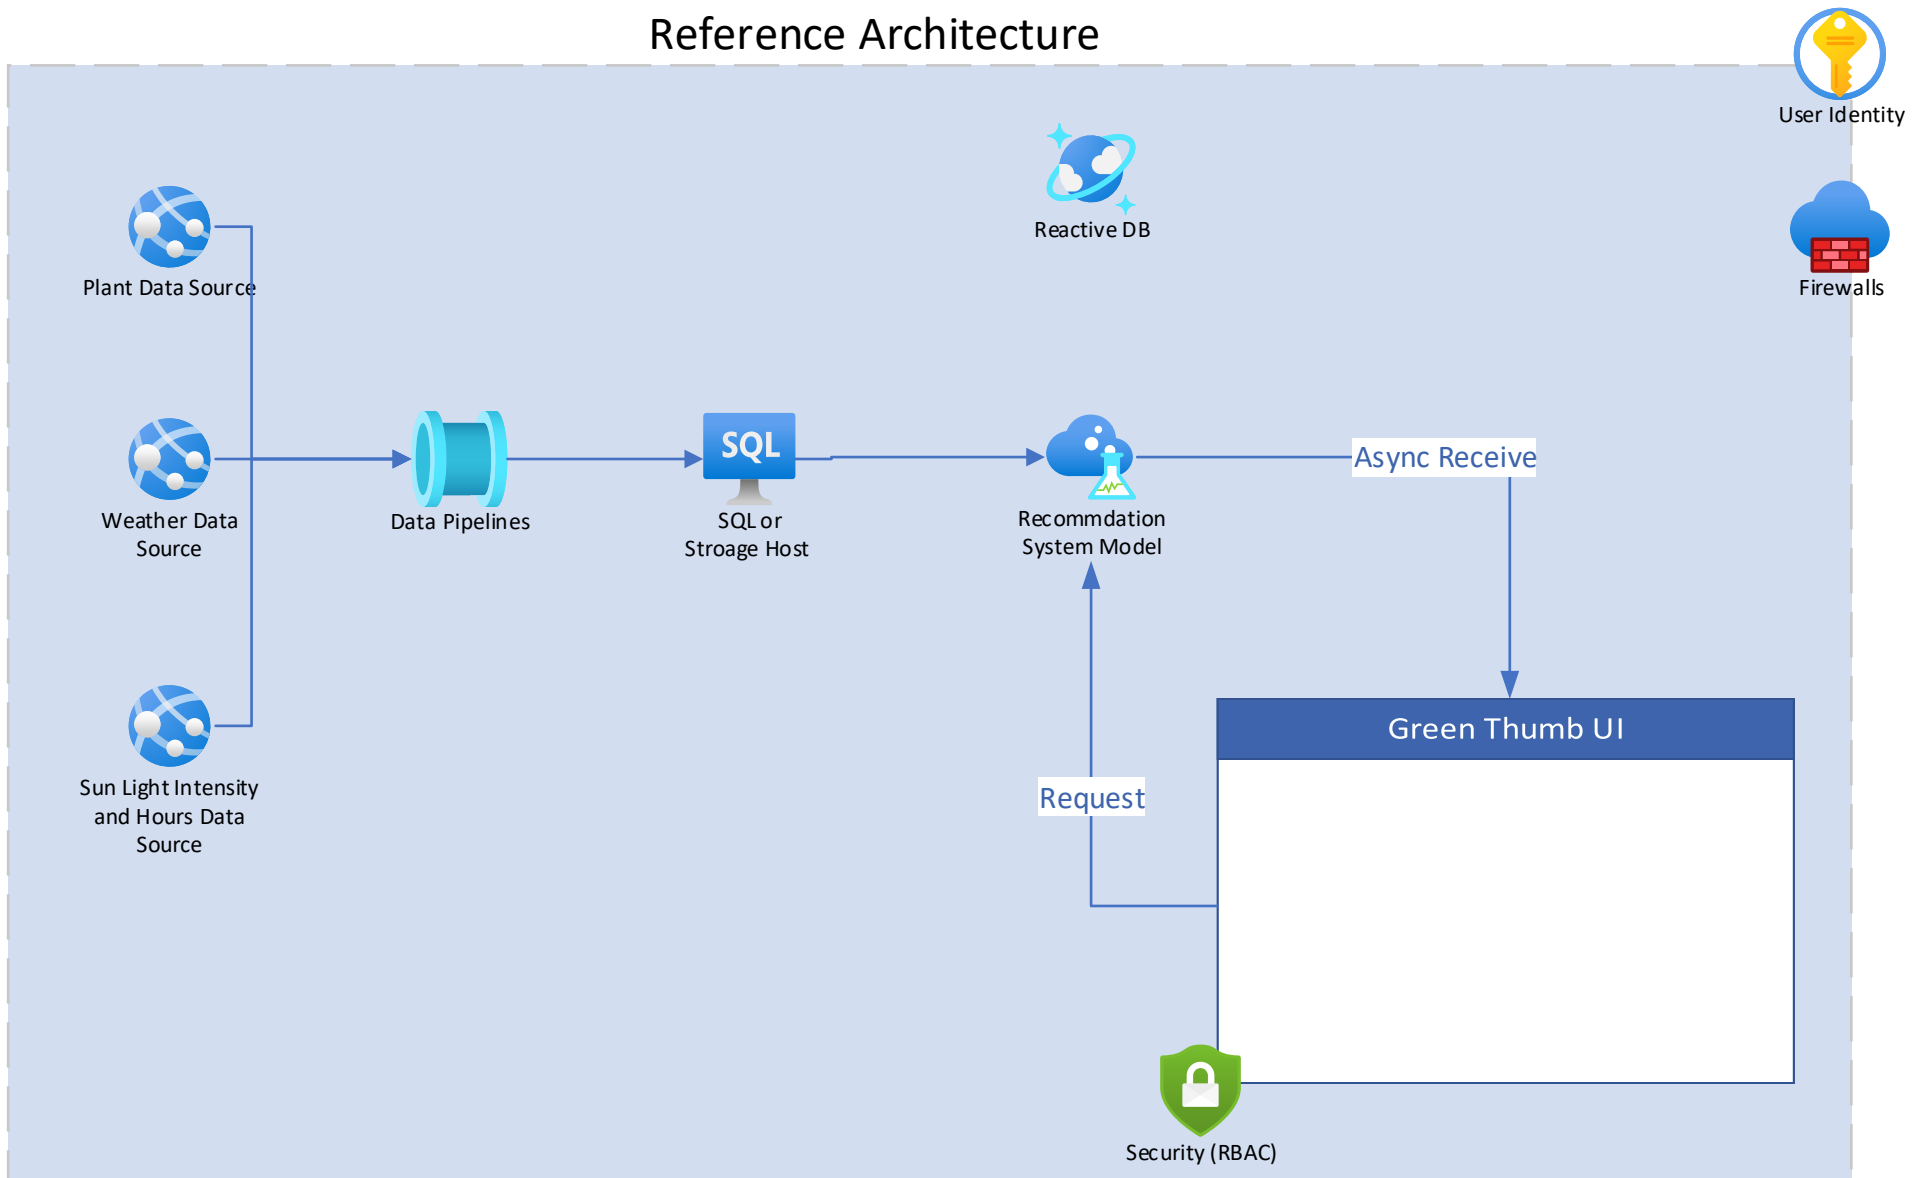 Reference Architecture
User Identity
Reactive DB
Firewalls
Plant Data Source
Weather Data
Source
Data Pipelines
SQL
SQL or
Stroage Host
Recommdation
System Model
Async Receive
Green Thumb UI
Request
Sun Light Intensity
and Hours Data
Source
Security (RBAC)